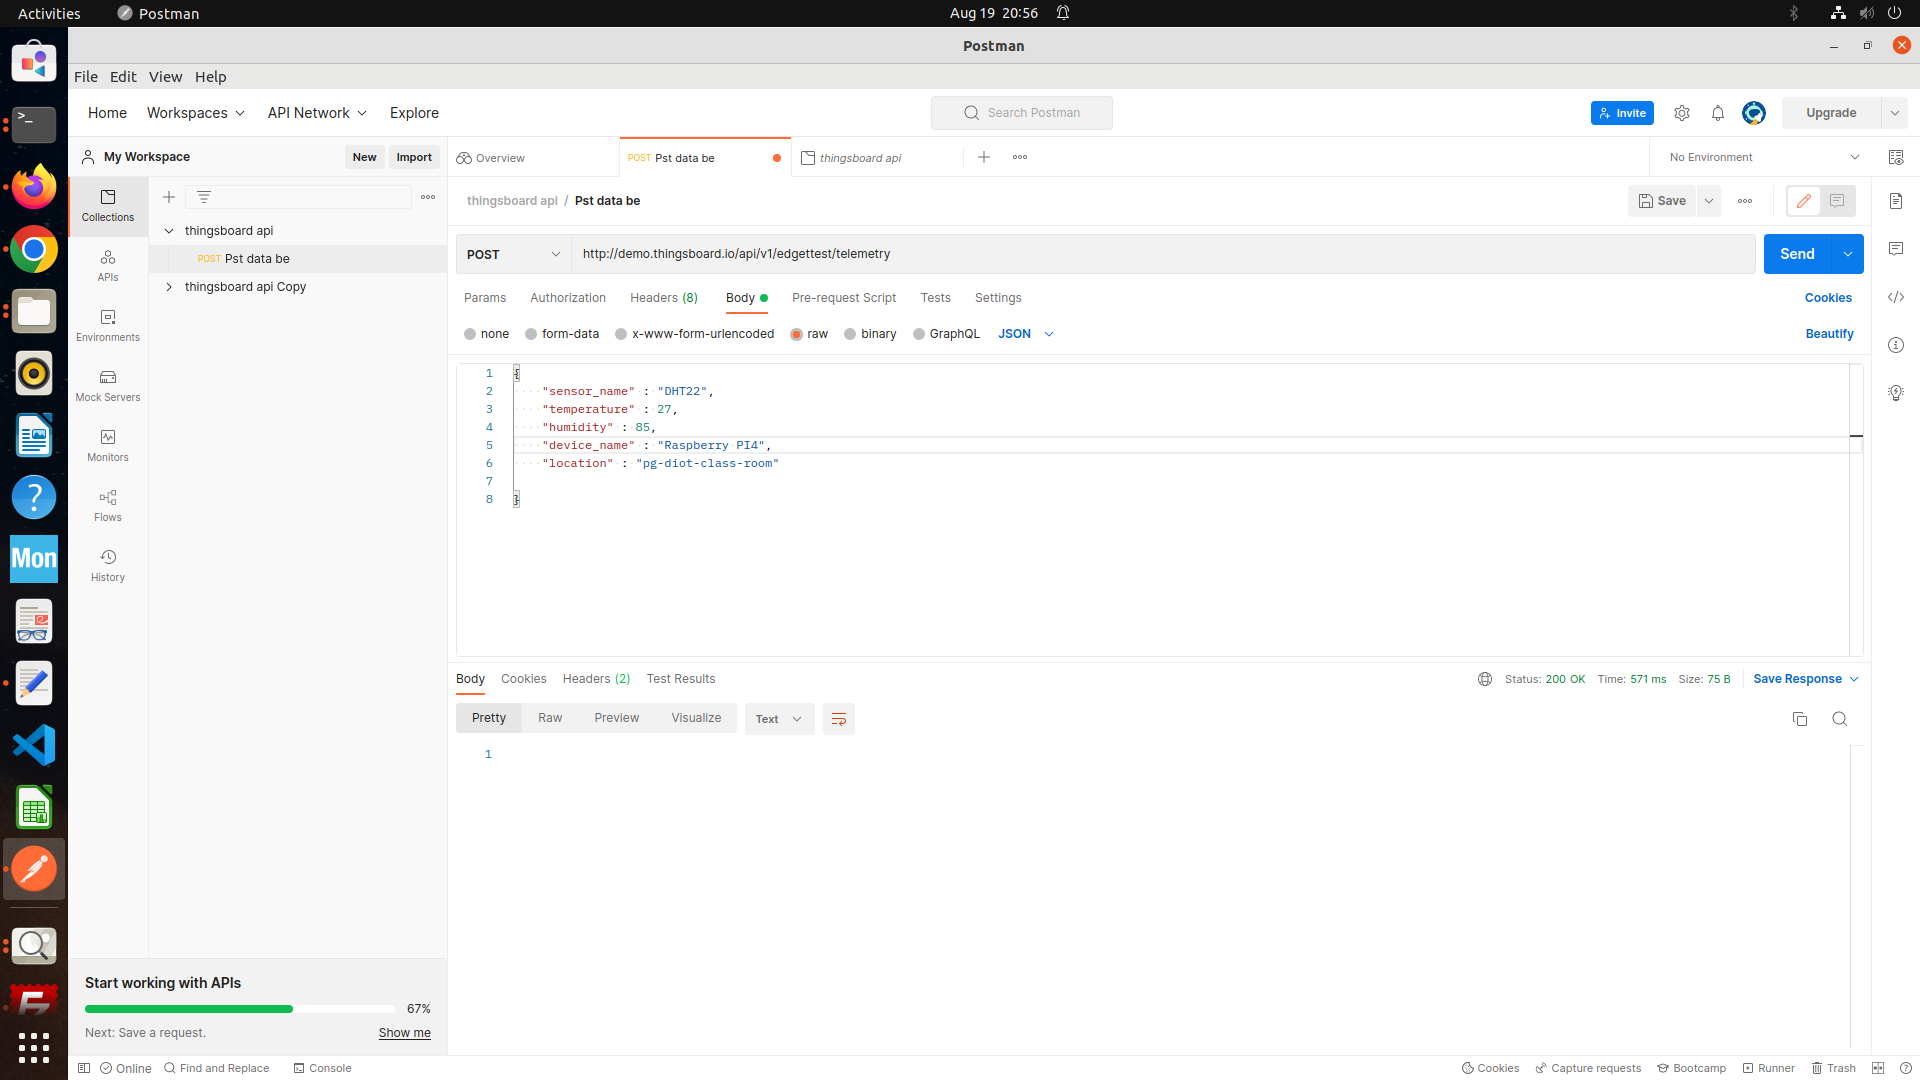 Activities Postman Aug 19 20:56
Postman
File Edit View Help
Home Workspaces API Network Explore Search Postman Invite Upgrade
My Workspace New Import Overview POST Pst data be thingsboard api No Environment
Collections
thingsboard api / Pst data be Save
thingsboard api
POST Pst data be
thingsboard api Copy
APIs
Environments
Mock Servers
Monitors
Flows
History
POST http://demo.thingsboard.io/api/v1/edgettest/telemetry Send
Params Authorization Headers (8) Body Pre-request Script Tests Settings Cookies
none form-data x-www-form-urlencoded raw binary GraphQL JSON Beautify
1 {
2 "sensor_name" : "DHT22",
3 "temperature" : 27,
4 "humidity" : 85,
5 "device_name" : "Raspberry PI4",
6 "location" : "pg-diot-class-room"
7
8 }
Body Cookies Headers (2) Test Results Status: 200 OK Time: 571 ms Size: 75 B Save Response
Pretty Raw Preview Visualize Text
1
>_
?
Mon
Start working with APIs
67%
Next: Save a request. Show me
Online Find and Replace Console Cookies Capture requests Bootcamp Runner Trash